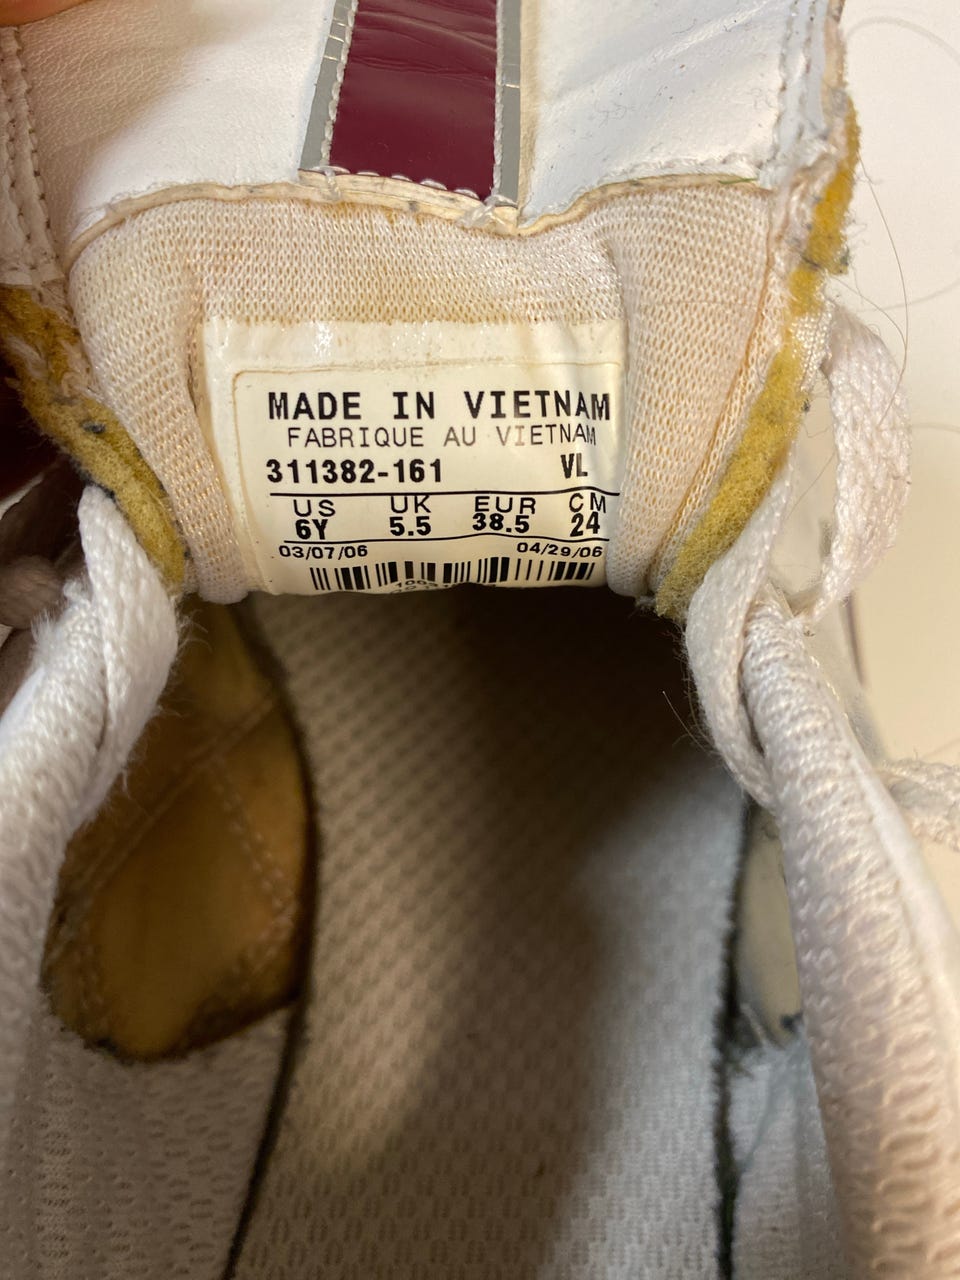 MADE IN VIETNAM
FABRIQUE AU VIETNAM
311382-161 VL
US UK EUR CM
6Y 5.5 38.5 24
03/07/06 04/29/06